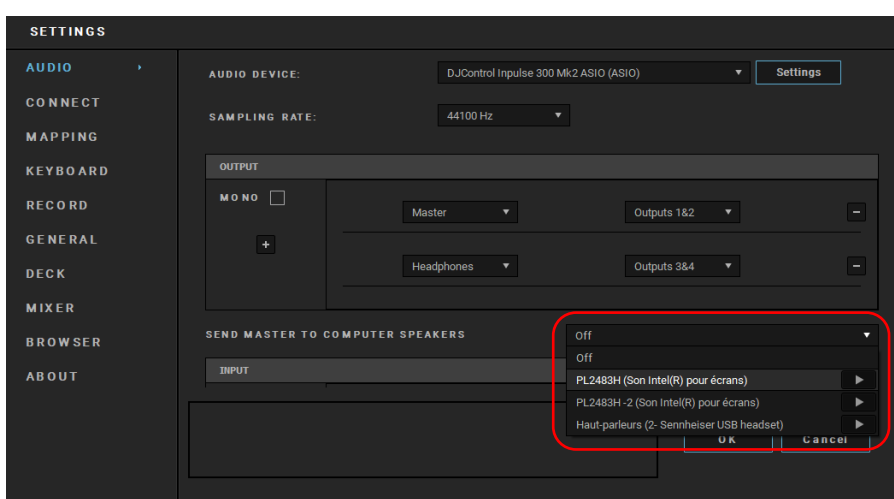 SETTINGS
AUDIO
CONNECT
MAPPING
KEYBOARD
RECORD
GENERAL
DECK
MIXER
BROWSER
ABOUT
AUDIO DEVICE:
DJControl Inpulse 300 Mk2 ASIO (ASIO)
Settings
SAMPLING RATE:
44100 Hz
OUTPUT
MONO
+
Master
Outputs 1&2
−
Headphones
Outputs 3&4
−
SEND MASTER TO COMPUTER SPEAKERS
Off
Off
PL2483H (Son Intel(R) pour écrans)
PL2483H -2 (Son Intel(R) pour écrans)
Haut-parleurs (2- Sennheiser USB headset)
INPUT
OK
Cancel